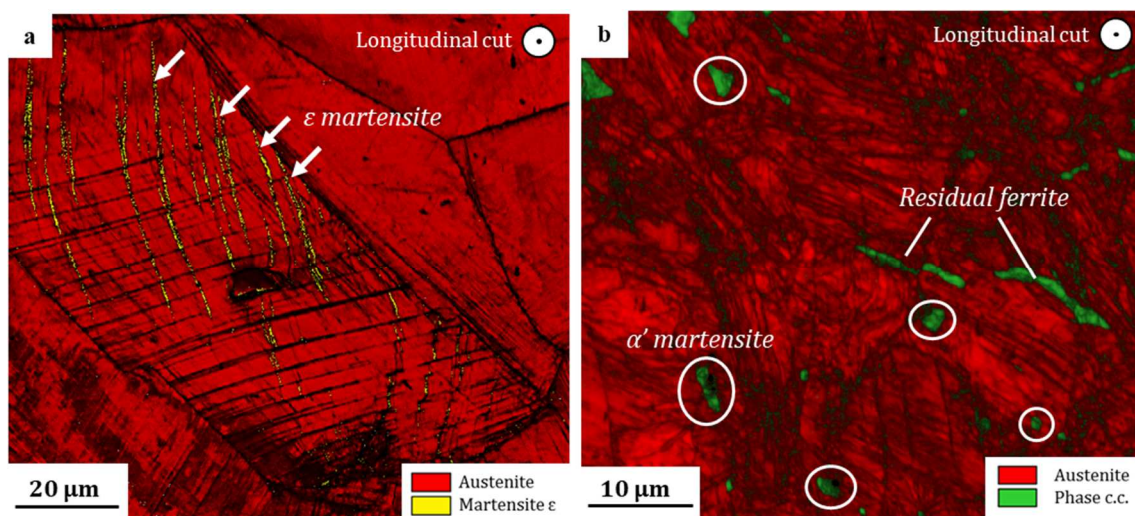 a
Longitudinal cut
ε martensite
20 μm
Austenite
Martensite ε
b
Longitudinal cut
Residual ferrite
α’ martensite
10 μm
Austenite
Phase c.c.